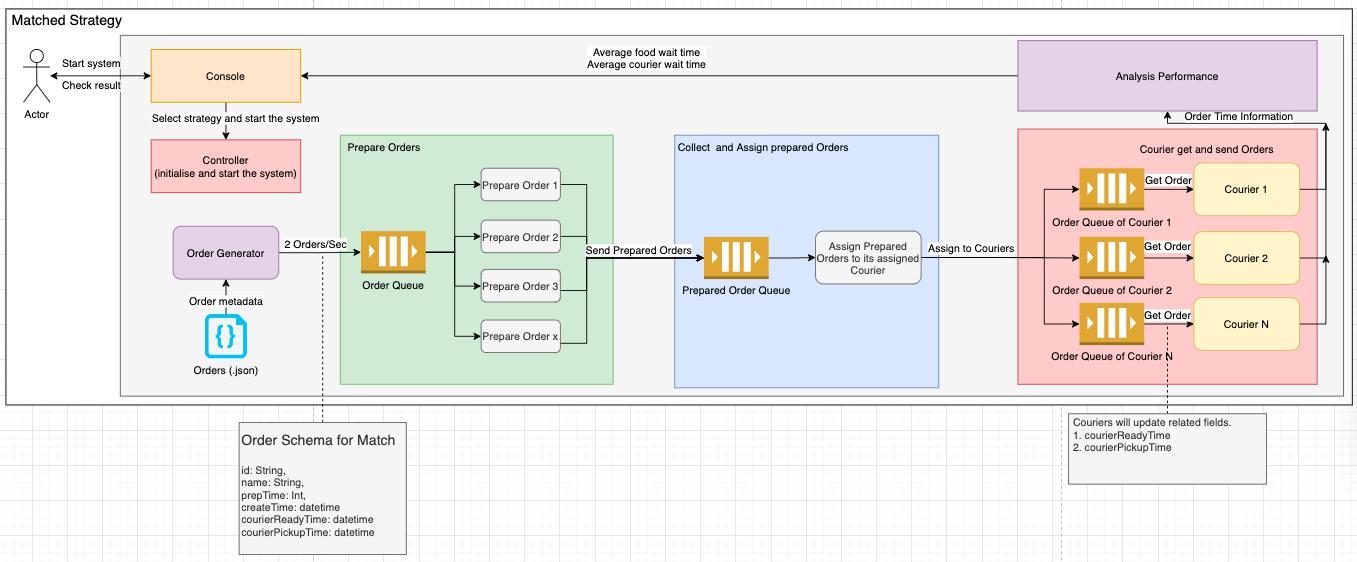 Matched Strategy
Start system
Check result
Actor
Console
Average food wait time
Average courier wait time
Analysis Performance
Select strategy and start the system
Controller
(initialise and start the system)
Order Time Information
Order Generator
Order metadata
Orders (.json)
2 Orders/Sec
Prepare Orders
Order Queue
Prepare Order 1
Prepare Order 2
Prepare Order 3
Prepare Order x
Send Prepared Orders
Collect and Assign prepared Orders
Prepared Order Queue
Assign Prepared
Orders to its assigned
Courier
Assign to Couriers
Courier get and send Orders
Get Order
Courier 1
Order Queue of Courier 1
Get Order
Courier 2
Order Queue of Courier 2
Get Order
Courier N
Order Queue of Courier N
Order Schema for Match
id: String,
name: String,
prepTime: Int,
createTime: datetime
courierReadyTime: datetime
courierPickupTime: datetime
Couriers will update related fields.
1. courierReadyTime
2. courierPickupTime